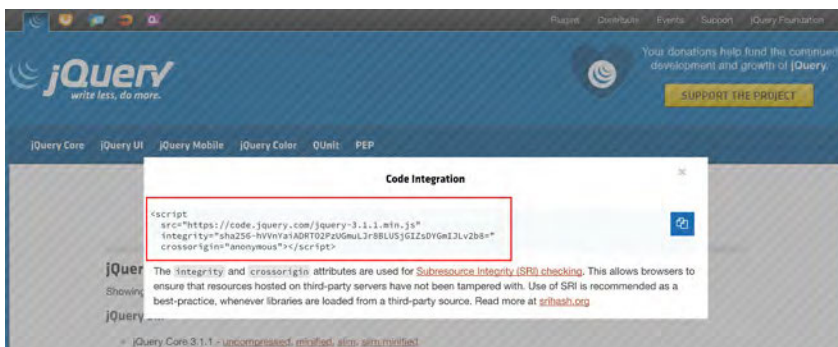 Plugins Contribute Events Support jQuery Foundation
jQuery
write less, do more.
Your donations help fund the continued
development and growth of jQuery.
SUPPORT THE PROJECT
jQuery Core jQuery UI jQuery Mobile jQuery Color QUnit PEP
Code Integration
×
<script
src="https://code.jquery.com/jquery-3.1.1.min.js"
crossorigin="anonymous"></script>
The integrity and crossorigin attributes are used for Subresource Integrity (SRI) checking. This allows browsers to
ensure that resources hosted on third-party servers have not been tampered with. Use of SRI is recommended as a
best-practice, whenever libraries are loaded from a third-party source. Read more at srihash.org
jQuer
Showing
jQuery
jQuery Core 3.1.1 - uncompressed, minified, slim, slim minified